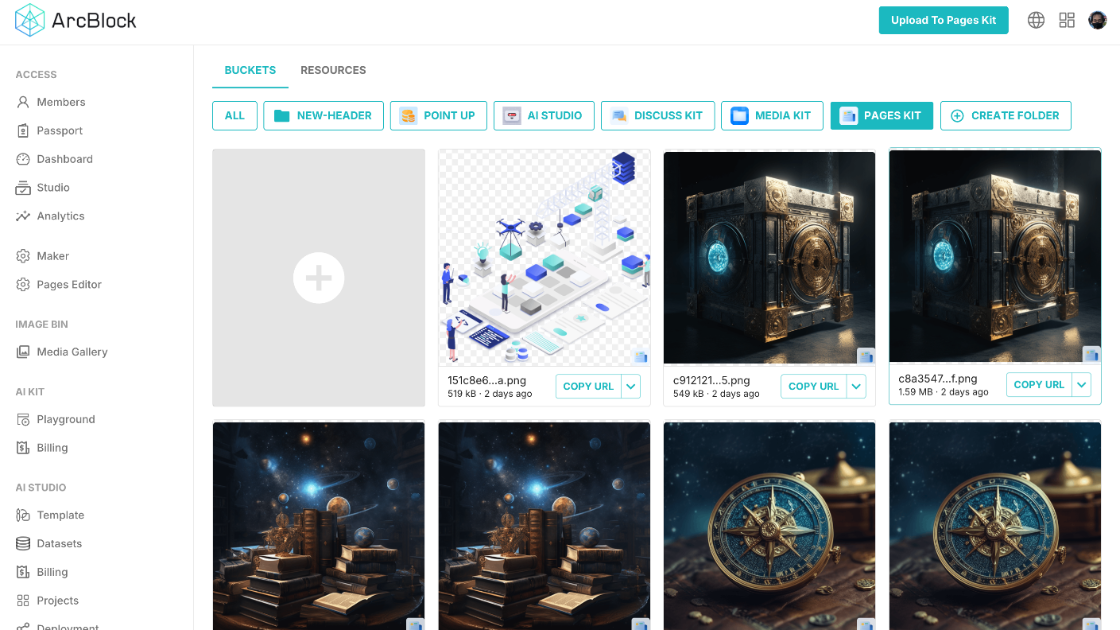 ArcBlock
Upload To Pages Kit
ACCESS
Members
Passport
Dashboard
Studio
Analytics
Maker
Pages Editor
IMAGE BIN
Media Gallery
AI KIT
Playground
Billing
AI STUDIO
Template
Datasets
Billing
Projects
Deployment
BUCKETS
RESOURCES
ALL
NEW-HEADER
POINT UP
AI STUDIO
DISCUSS KIT
MEDIA KIT
PAGES KIT
CREATE FOLDER
151c8e6...a.png
519 kB · 2 days ago
COPY URL
c912121...5.png
549 kB · 2 days ago
COPY URL
c8a3547...f.png
1.59 MB · 2 days ago
COPY URL